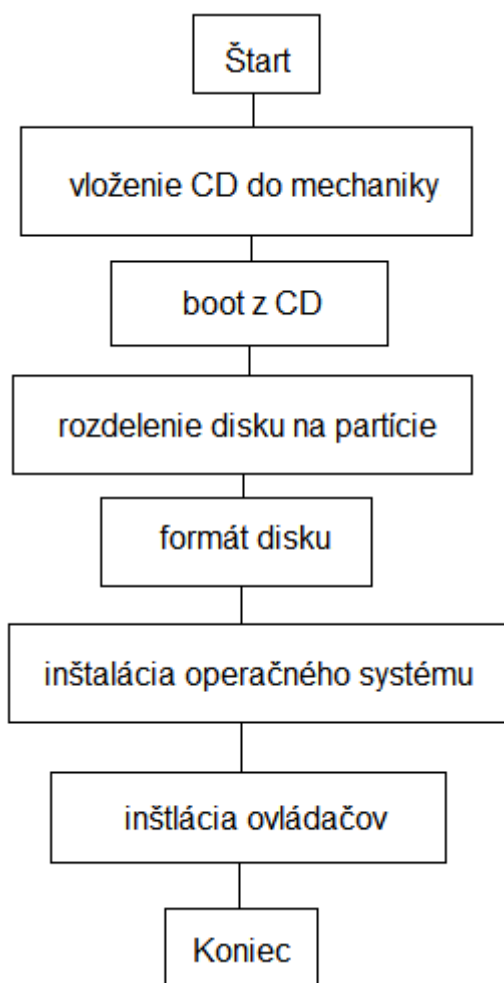 Štart
vloženie CD do mechaniky
boot z CD
rozdelenie disku na partície
formát disku
inštalácia operačného systému
inštlácia ovládačov
Koniec